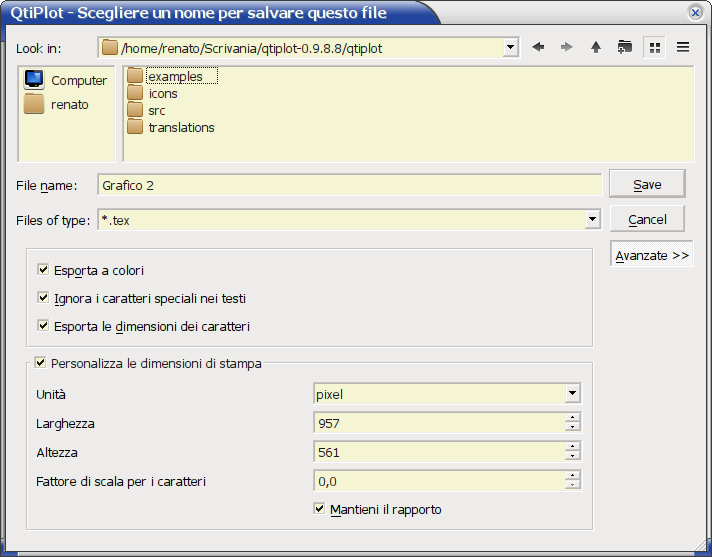 QtiPlot - Scegliere un nome per salvare questo file
Look in: /home/renato/Scrivania/qtiplot-0.9.8.8/qtiplot
Computer
renato
examples
icons
src
translations
File name: Grafico 2 Save
Files of type: *.tex Cancel
Avanzate >>
Esporta a colori
Ignora i caratteri speciali nei testi
Esporta le dimensioni dei caratteri
Personalizza le dimensioni di stampa
Unità pixel
Larghezza 957
Altezza 561
Fattore di scala per i caratteri 0,0
Mantieni il rapporto